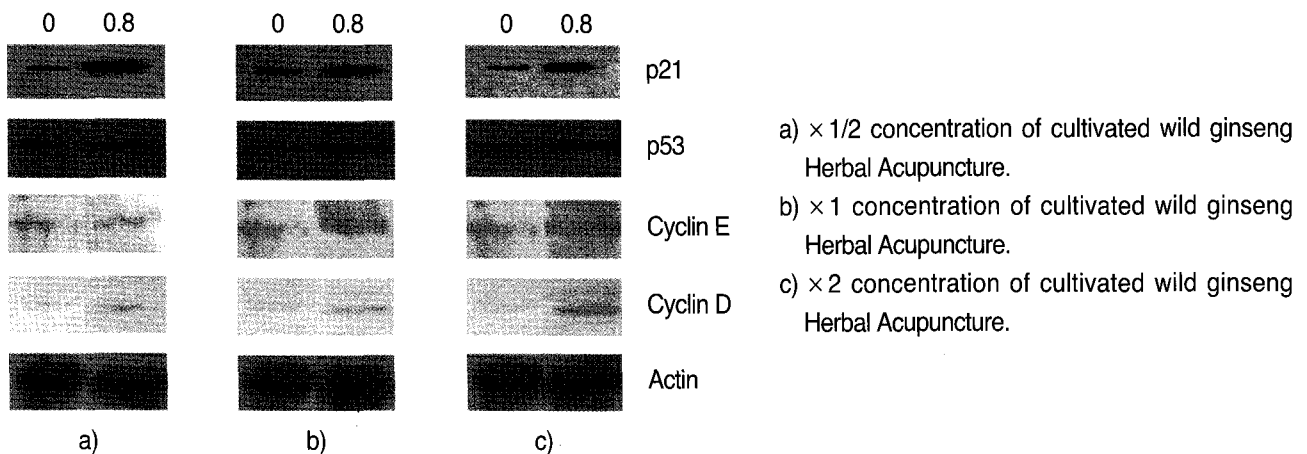 0 0.8 0 0.8 0 0.8
p21
p53
Cyclin E
Cyclin D
Actin
a) b) c)
a) × 1/2 concentration of cultivated wild ginseng
Herbal Acupuncture.
b) × 1 concentration of cultivated wild ginseng
Herbal Acupuncture.
c) × 2 concentration of cultivated wild ginseng
Herbal Acupuncture.